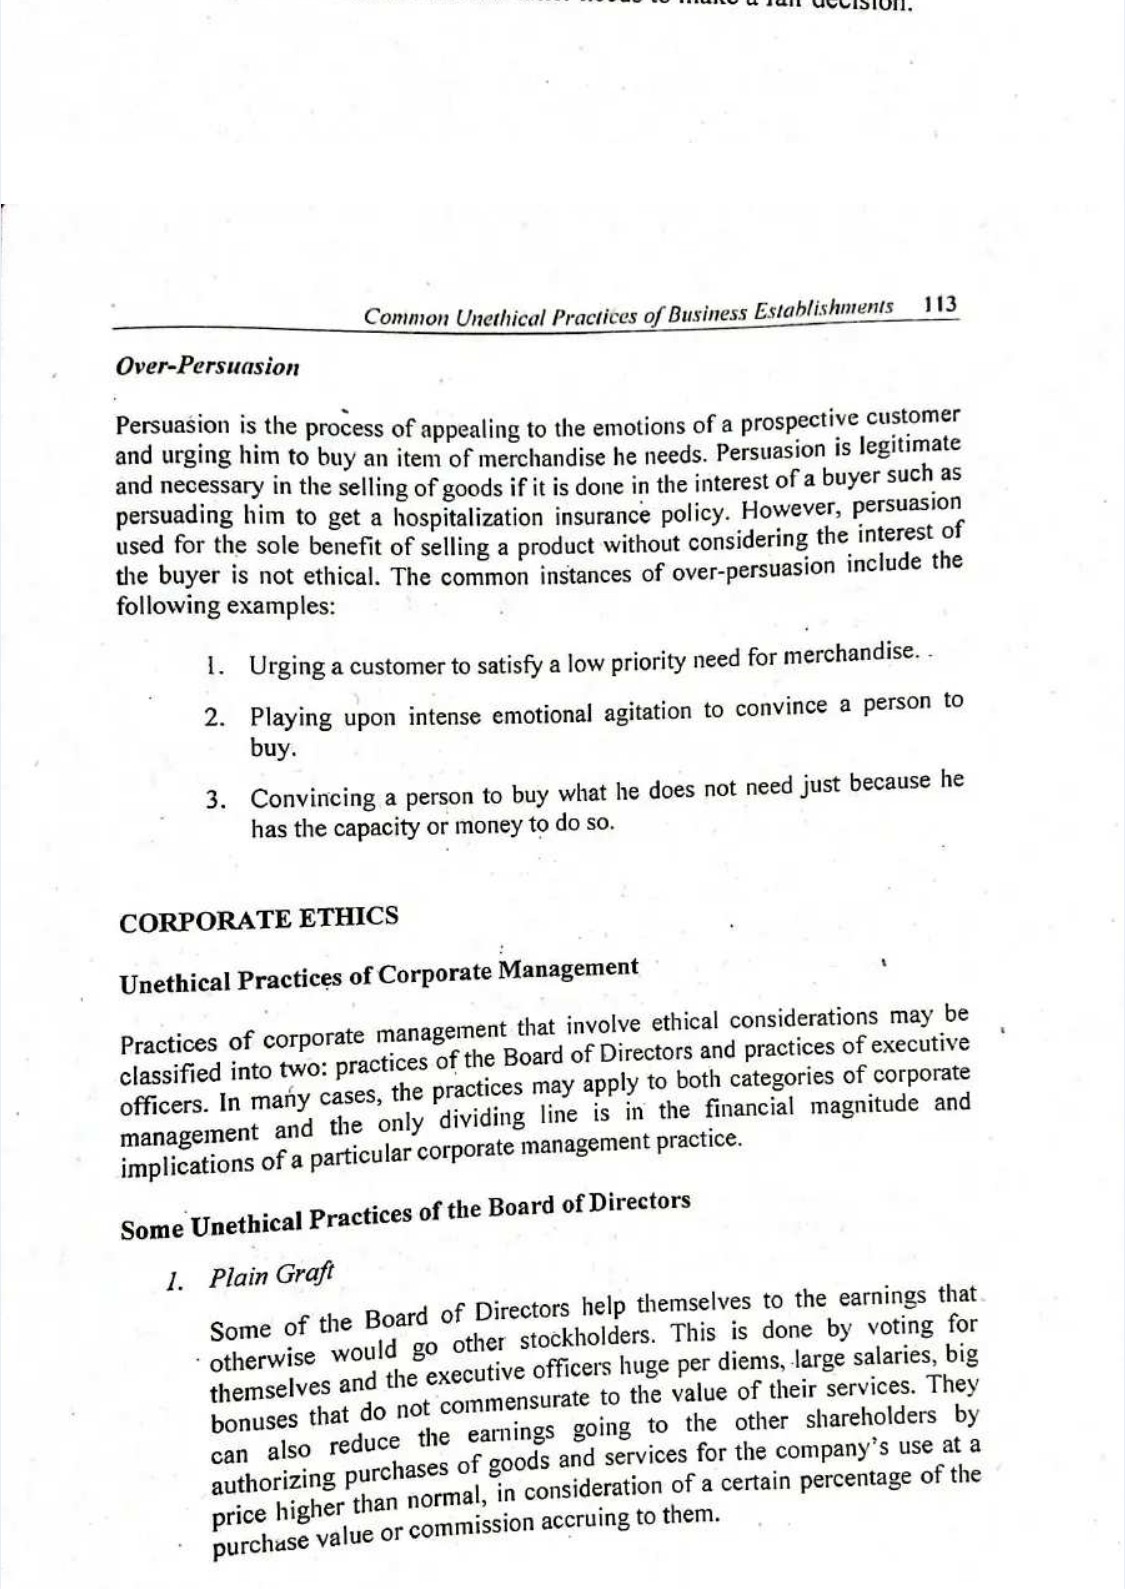 to make a fair decision.
Common Unethical Practices of Business Establishments 113
Over-Persuasion
Persuasion is the process of appealing to the emotions of a prospective customer
and urging him to buy an item of merchandise he needs. Persuasion is legitimate
and necessary in the selling of goods if it is done in the interest of a buyer such as
persuading him to get a hospitalization insurance policy. However, persuasion
used for the sole benefit of selling a product without considering the interest of
the buyer is not ethical. The common instances of over-persuasion include the
following examples:
1. Urging a customer to satisfy a low priority need for merchandise.
2. Playing upon intense emotional agitation to convince a person to
buy.
3. Convincing a person to buy what he does not need just because he
has the capacity or money to do so.
CORPORATE ETHICS
Unethical Practices of Corporate Management
Practices of corporate management that involve ethical considerations may be
classified into two: practices of the Board of Directors and practices of executive
officers. In many cases, the practices may apply to both categories of corporate
management and the only dividing line is in the financial magnitude and
implications of a particular corporate management practice.
Some Unethical Practices of the Board of Directors
1. Plain Graft
Some of the Board of Directors help themselves to the earnings that
otherwise would go other stockholders. This is done by voting for
themselves and the executive officers huge per diems, large salaries, big
bonuses that do not commensurate to the value of their services. They
can also reduce the earnings going to the other shareholders by
authorizing purchases of goods and services for the company's use at a
price higher than normal, in consideration of a certain percentage of the
purchase value or commission accruing to them.